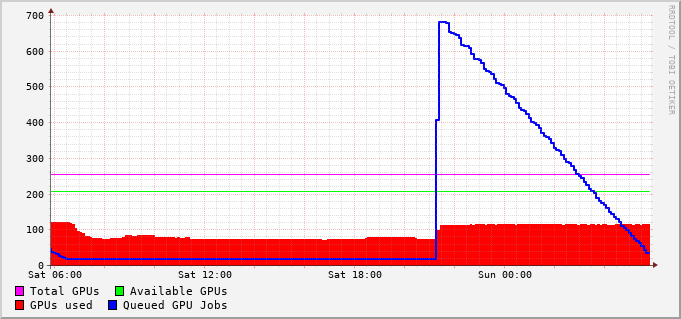 700
600
500
400
300
200
100
0
Sat 06:00 Sat 12:00 Sat 18:00 Sun 00:00
Total GPUs Available GPUs
GPUs used Queued GPU Jobs
RRDTOOL / TOBI OETIKER